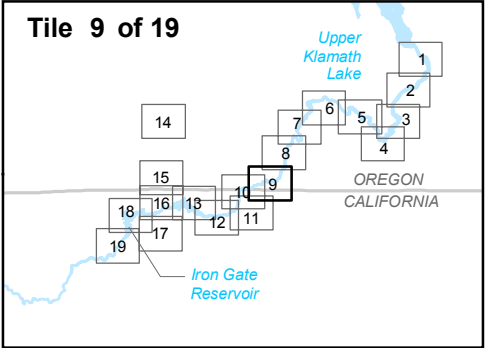 Tile 9 of 19
Upper
Klamath
Lake
1
2
3
4
5
6
7
8
9
10
11
12
13
14
15
16
17
18
19
OREGON
CALIFORNIA
Iron Gate
Reservoir